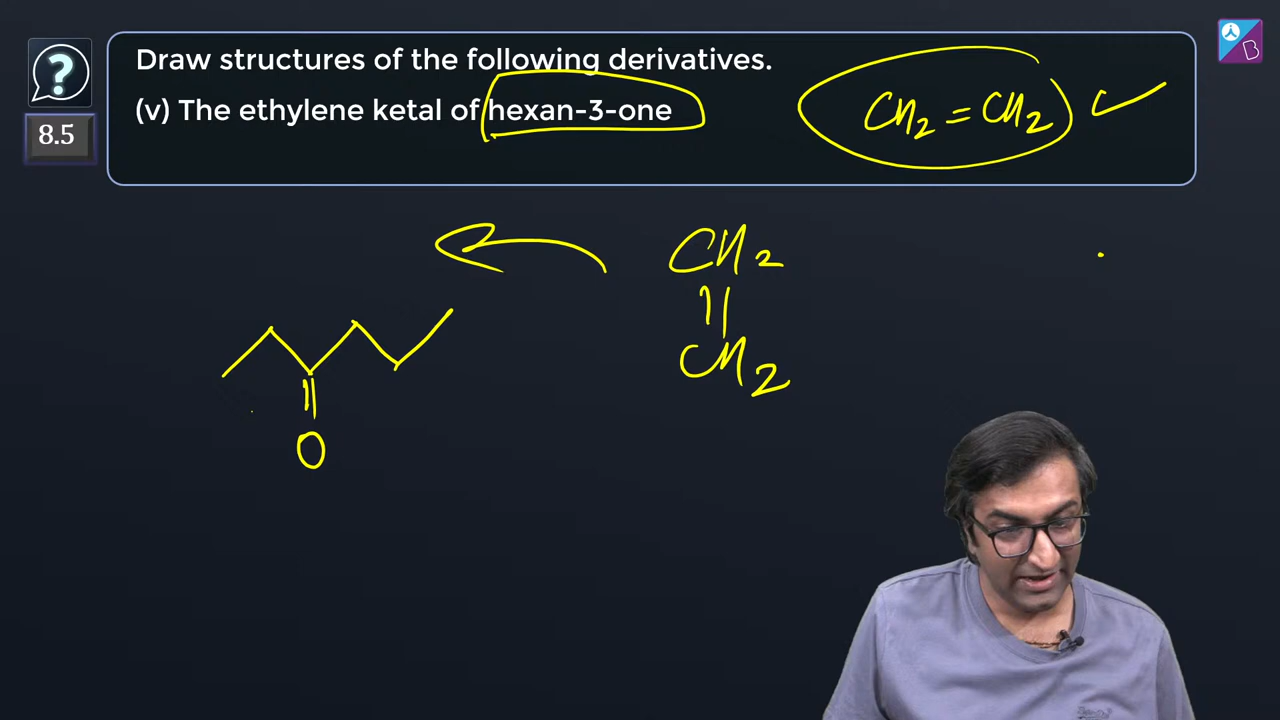 Draw structures of the following derivatives.
(v) The ethylene ketal of hexan-3-one
8.5
?
CH2 = CH2
CH2
||
CH2
O
B